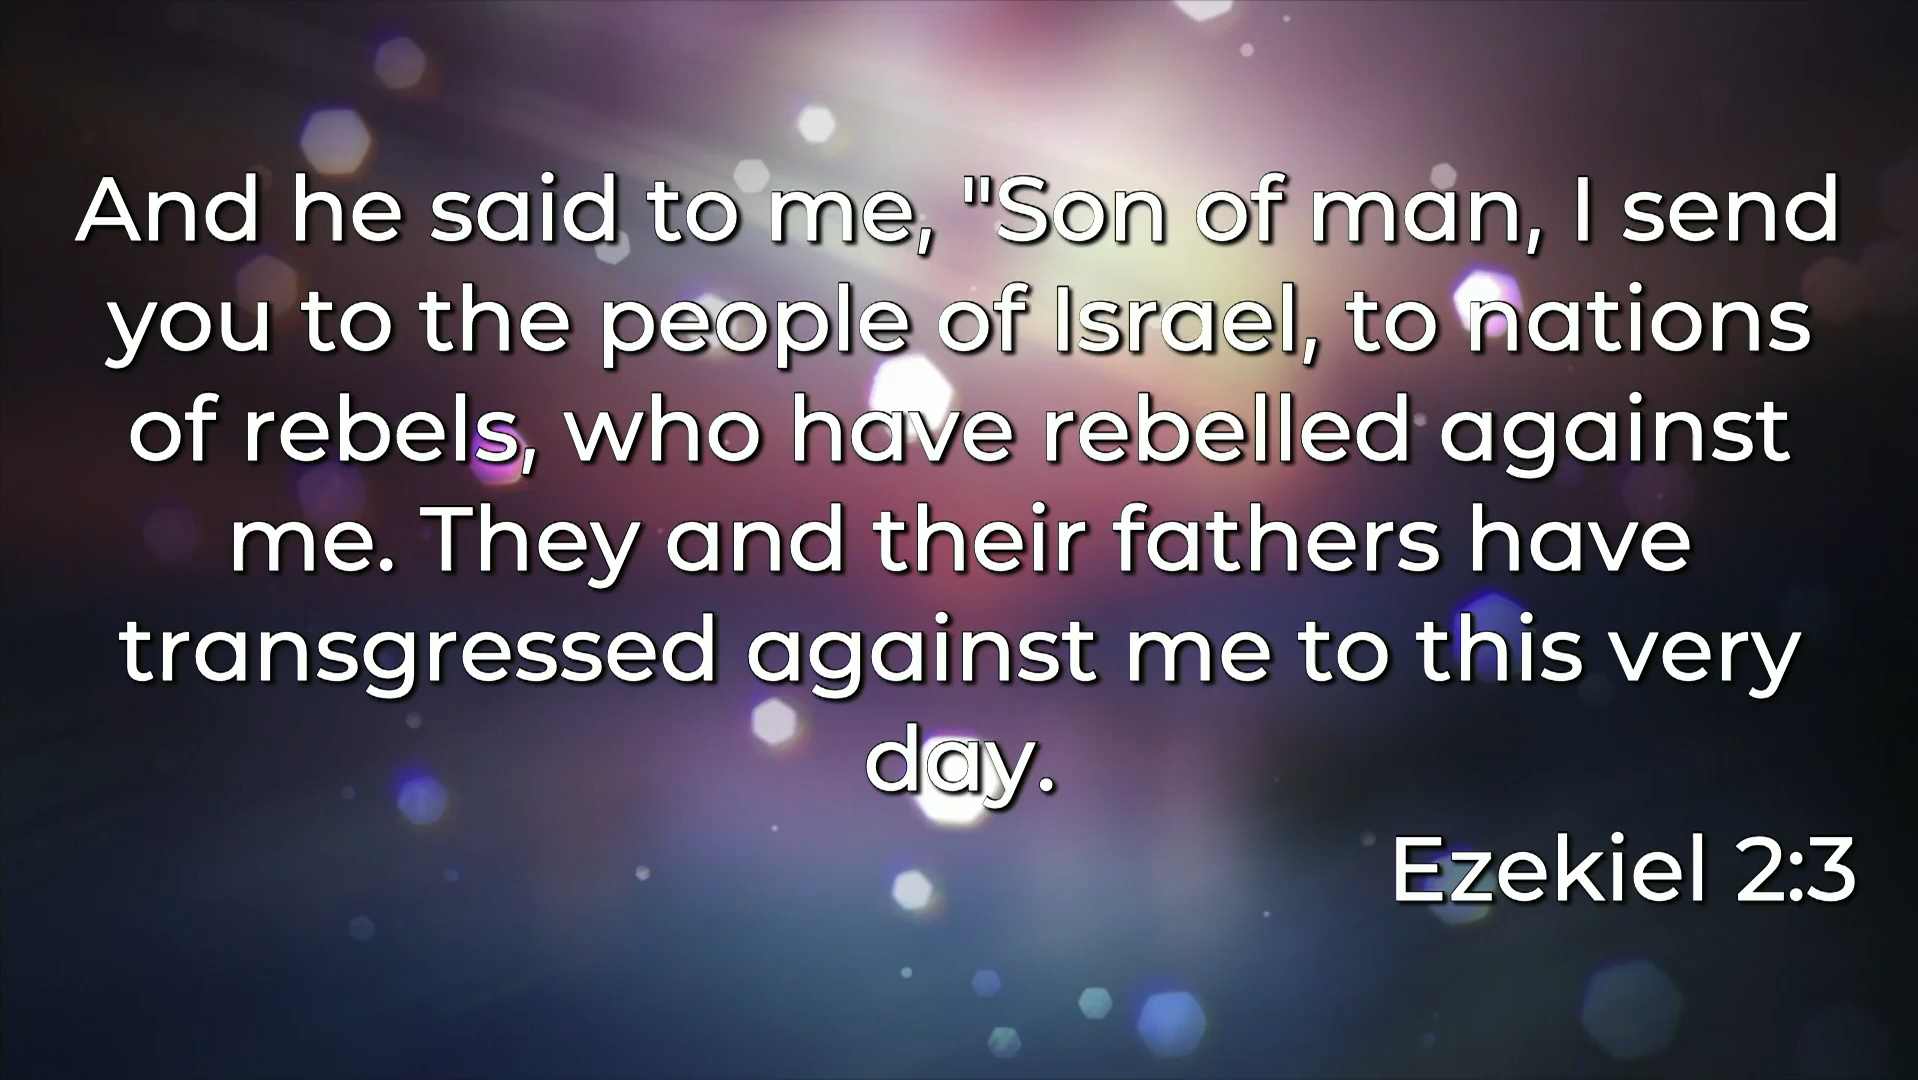 And he said to me, "Son of man, I send
you to the people of Israel, to nations
of rebels, who have rebelled against
me. They and their fathers have
transgressed against me to this very
day.
Ezekiel 2:3